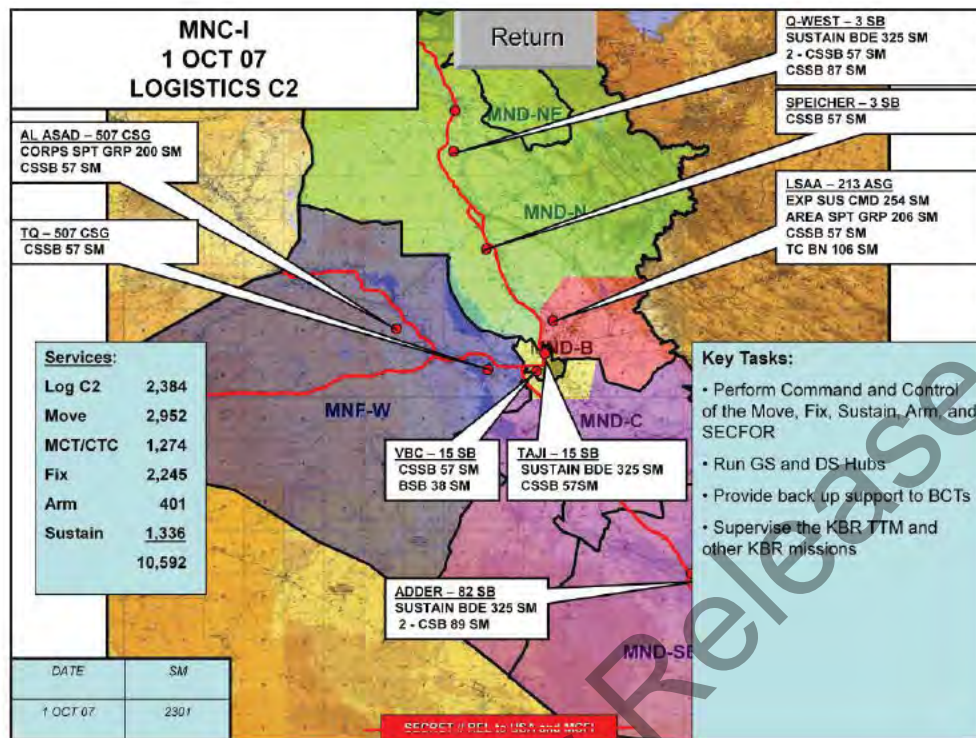 MNC-I
1 OCT 07
LOGISTICS C2
Return
Q-WEST – 3 SB
SUSTAIN BDE 325 SM
2 - CSSB 57 SM
CSSB 87 SM
SPEICHER – 3 SB
CSSB 57 SM
AL ASAD – 507 CSG
CORPS SPT GRP 200 SM
CSSB 57 SM
TQ – 507 CSG
CSSB 57 SM
LSAA – 213 ASG
EXP SUS CMD 254 SM
AREA SPT GRP 206 SM
CSSB 57 SM
TC BN 106 SM
MND-NE
MND-N
MND-B
MNF-W
MND-C
Services:
Log C2 2,384
Move 2,952
MCT/CTC 1,274
Fix 2,245
Arm 401
Sustain 1,336
10,592
VBC – 15 SB
CSSB 57 SM
BSB 38 SM
TAJI – 15 SB
SUSTAIN BDE 325 SM
CSSB 57SM
Key Tasks:
• Perform Command and Control
of the Move, Fix, Sustain, Arm, and
SECFOR
• Run GS and DS Hubs
• Provide back up support to BCTs
• Supervise the KBR TTM and
other KBR missions
ADDER – 82 SB
SUSTAIN BDE 325 SM
2 - CSB 89 SM
MND-SE
DATE SM
1 OCT 07 2301
SECRET // REL to USA and MCFI
Release